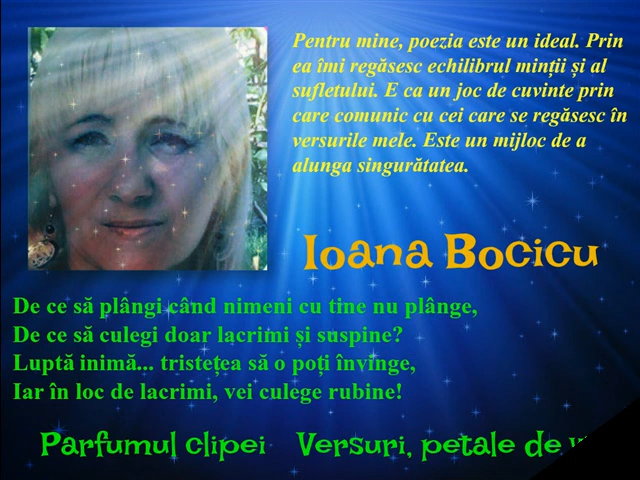 Pentru mine, poezia este un ideal. Prin
ea îmi regăsesc echilibrul minții și al
sufletului. E ca un joc de cuvinte prin
care comunic cu cei care se regăsesc în
versurile mele. Este un mijloc de a
alunga singurătatea.
Ioana Bocicu
De ce să plângi când nimeni cu tine nu plânge,
De ce să culegi doar lacrimi și suspine?
Luptă inimă... tristețea să o poți învinge,
Iar în loc de lacrimi, vei culege rubine!
Parfumul clipei Versuri, petale de